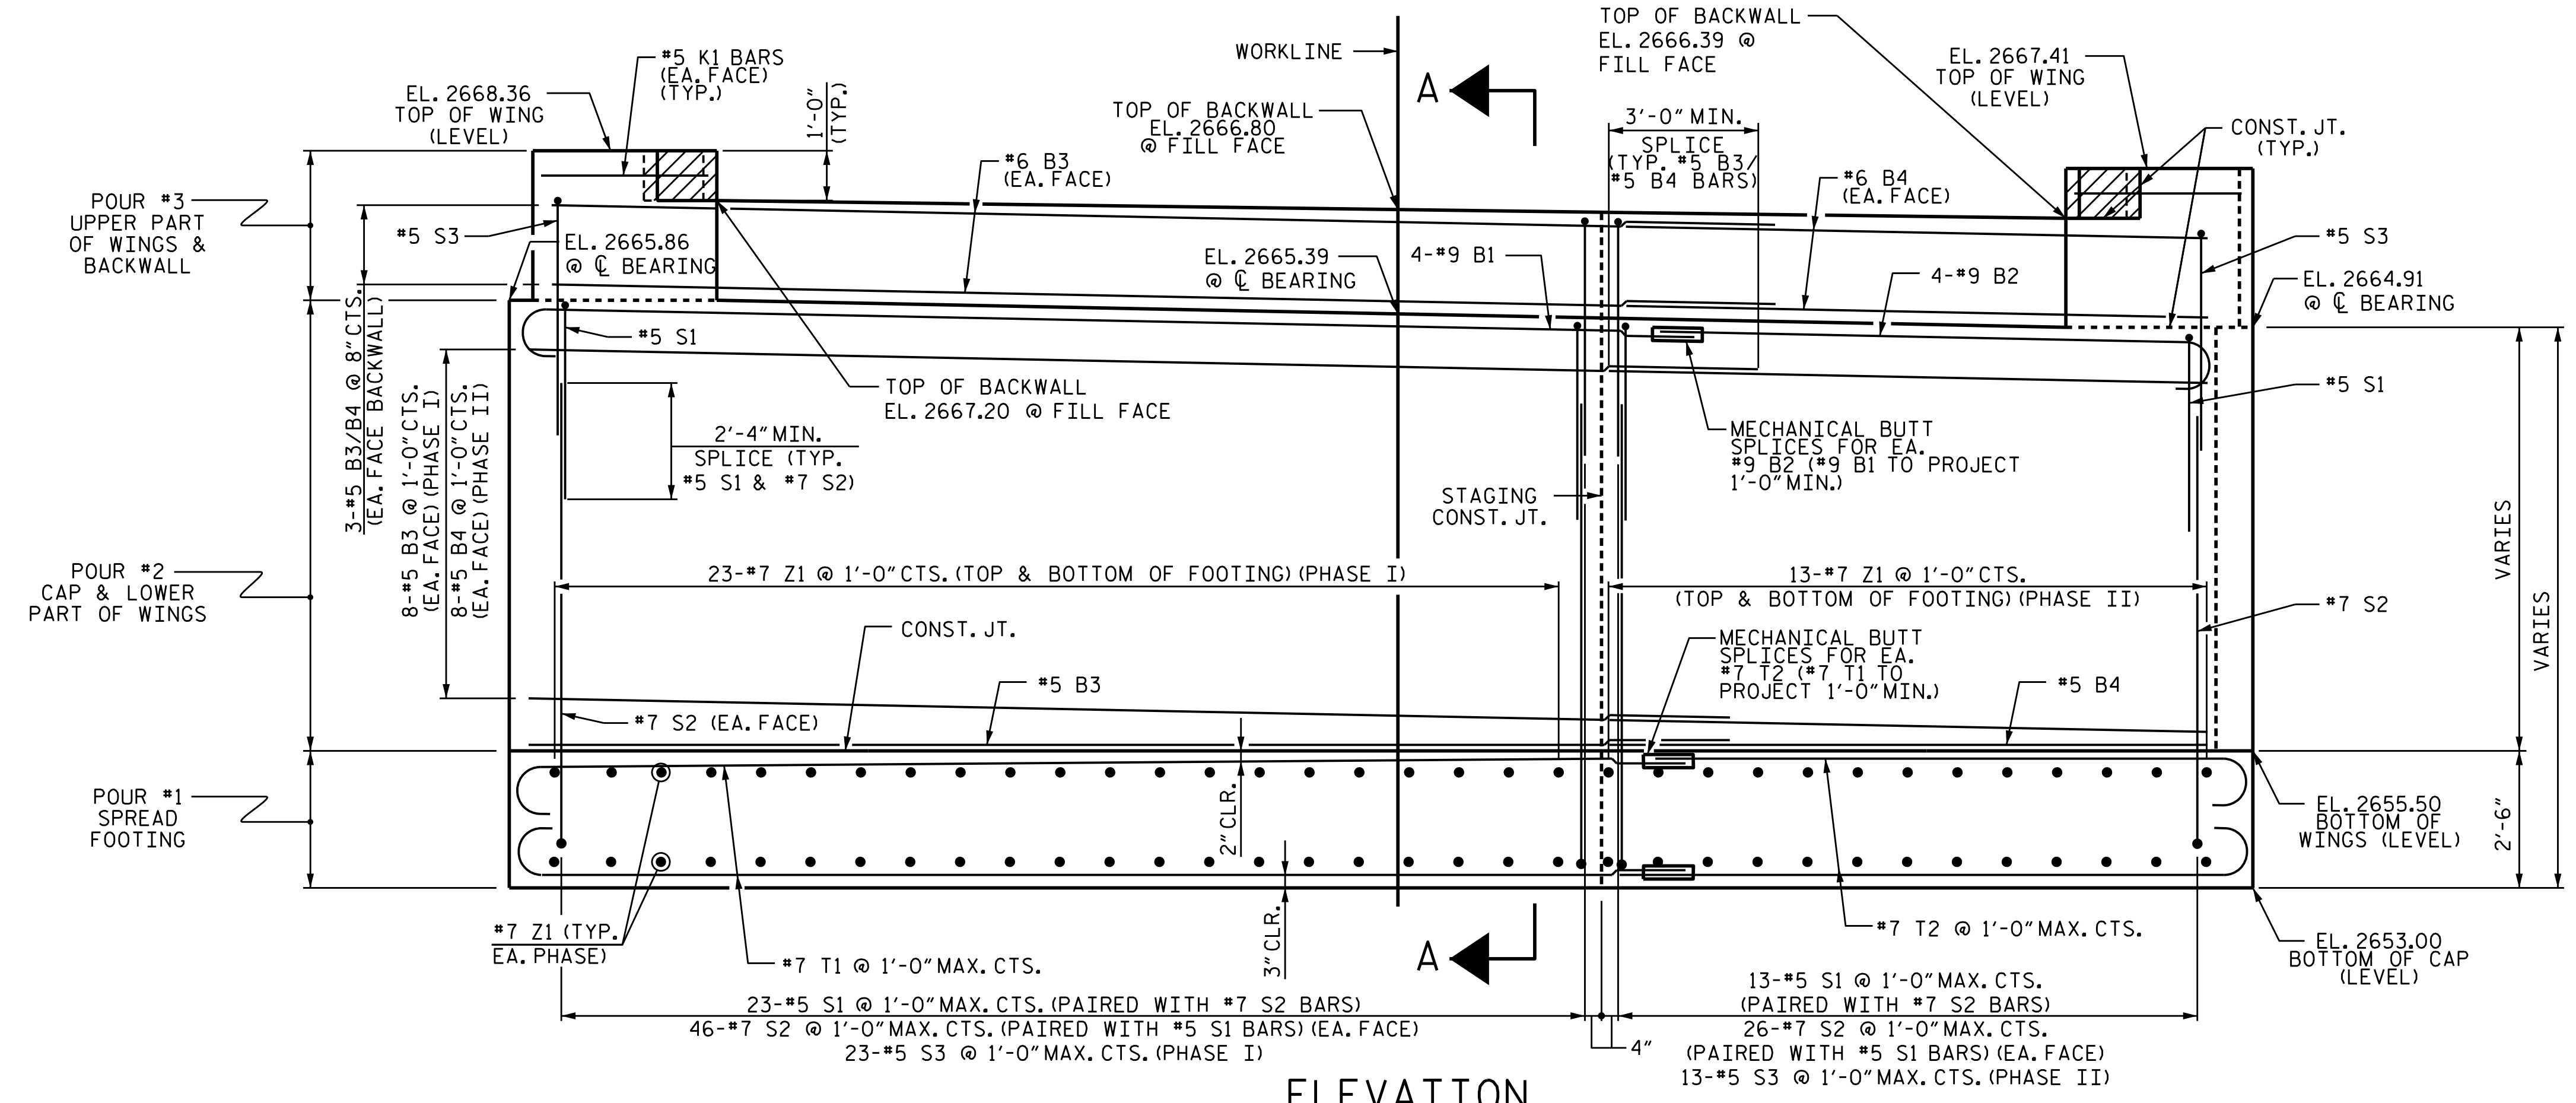 TOP OF BACKWALL
EL. 2666.39 @
FILL FACE
WORKLINE
#5 K1 BARS
(EA. FACE)
(TYP.)
EL. 2668.36
TOP OF WING
(LEVEL)
1'-0"
(TYP.)
TOP OF BACKWALL
EL. 2666.80
@ FILL FACE
A
3'-0" MIN.
SPLICE
(TYP. #5 B3/
#5 B4 BARS)
EL. 2667.41
TOP OF WING
(LEVEL)
CONST. JT.
(TYP.)
#6 B3
(EA. FACE)
#6 B4
(EA. FACE)
POUR #3
UPPER PART
OF WINGS &
BACKWALL
#5 S3
EL. 2665.86
@ ℄ BEARING
EL. 2665.39
@ ℄ BEARING
4-#9 B1
4-#9 B2
#5 S3
EL. 2664.91
@ ℄ BEARING
#5 S1
3-#5 B3/B4 @ 8" CTS.
(EA. FACE BACKWALL)
8-#5 B3 @ 1'-0" CTS.
(EA. FACE) (PHASE I)
8-#5 B4 @ 1'-0" CTS.
(EA. FACE) (PHASE II)
TOP OF BACKWALL
EL. 2667.20 @ FILL FACE
#5 S1
2'-4" MIN.
SPLICE (TYP.
#5 S1 & #7 S2)
MECHANICAL BUTT
SPLICES FOR EA.
#9 B2 (#9 B1 TO PROJECT
1'-0" MIN.)
STAGING
CONST. JT.
VARIES
VARIES
POUR #2
CAP & LOWER
PART OF WINGS
23-#7 Z1 @ 1'-0" CTS. (TOP & BOTTOM OF FOOTING) (PHASE I)
13-#7 Z1 @ 1'-0" CTS.
(TOP & BOTTOM OF FOOTING) (PHASE II)
#7 S2
CONST. JT.
MECHANICAL BUTT
SPLICES FOR EA.
#7 T2 (#7 T1 TO
PROJECT 1'-0" MIN.)
#5 B3
#5 B4
#7 S2 (EA. FACE)
POUR #1
SPREAD
FOOTING
2" CLR.
EL. 2655.50
BOTTOM OF
WINGS (LEVEL)
2'-6"
#7 Z1 (TYP.
EA. PHASE)
#7 T1 @ 1'-0" MAX. CTS.
3" CLR.
A
#7 T2 @ 1'-0" MAX. CTS.
EL. 2653.00
BOTTOM OF CAP
(LEVEL)
23-#5 S1 @ 1'-0" MAX. CTS. (PAIRED WITH #7 S2 BARS)
46-#7 S2 @ 1'-0" MAX. CTS. (PAIRED WITH #5 S1 BARS) (EA. FACE)
23-#5 S3 @ 1'-0" MAX. CTS. (PHASE I)
4"
13-#5 S1 @ 1'-0" MAX. CTS.
(PAIRED WITH #7 S2 BARS)
26-#7 S2 @ 1'-0" MAX. CTS.
(PAIRED WITH #5 S1 BARS) (EA. FACE)
13-#5 S3 @ 1'-0" MAX. CTS. (PHASE II)
ELEVATION